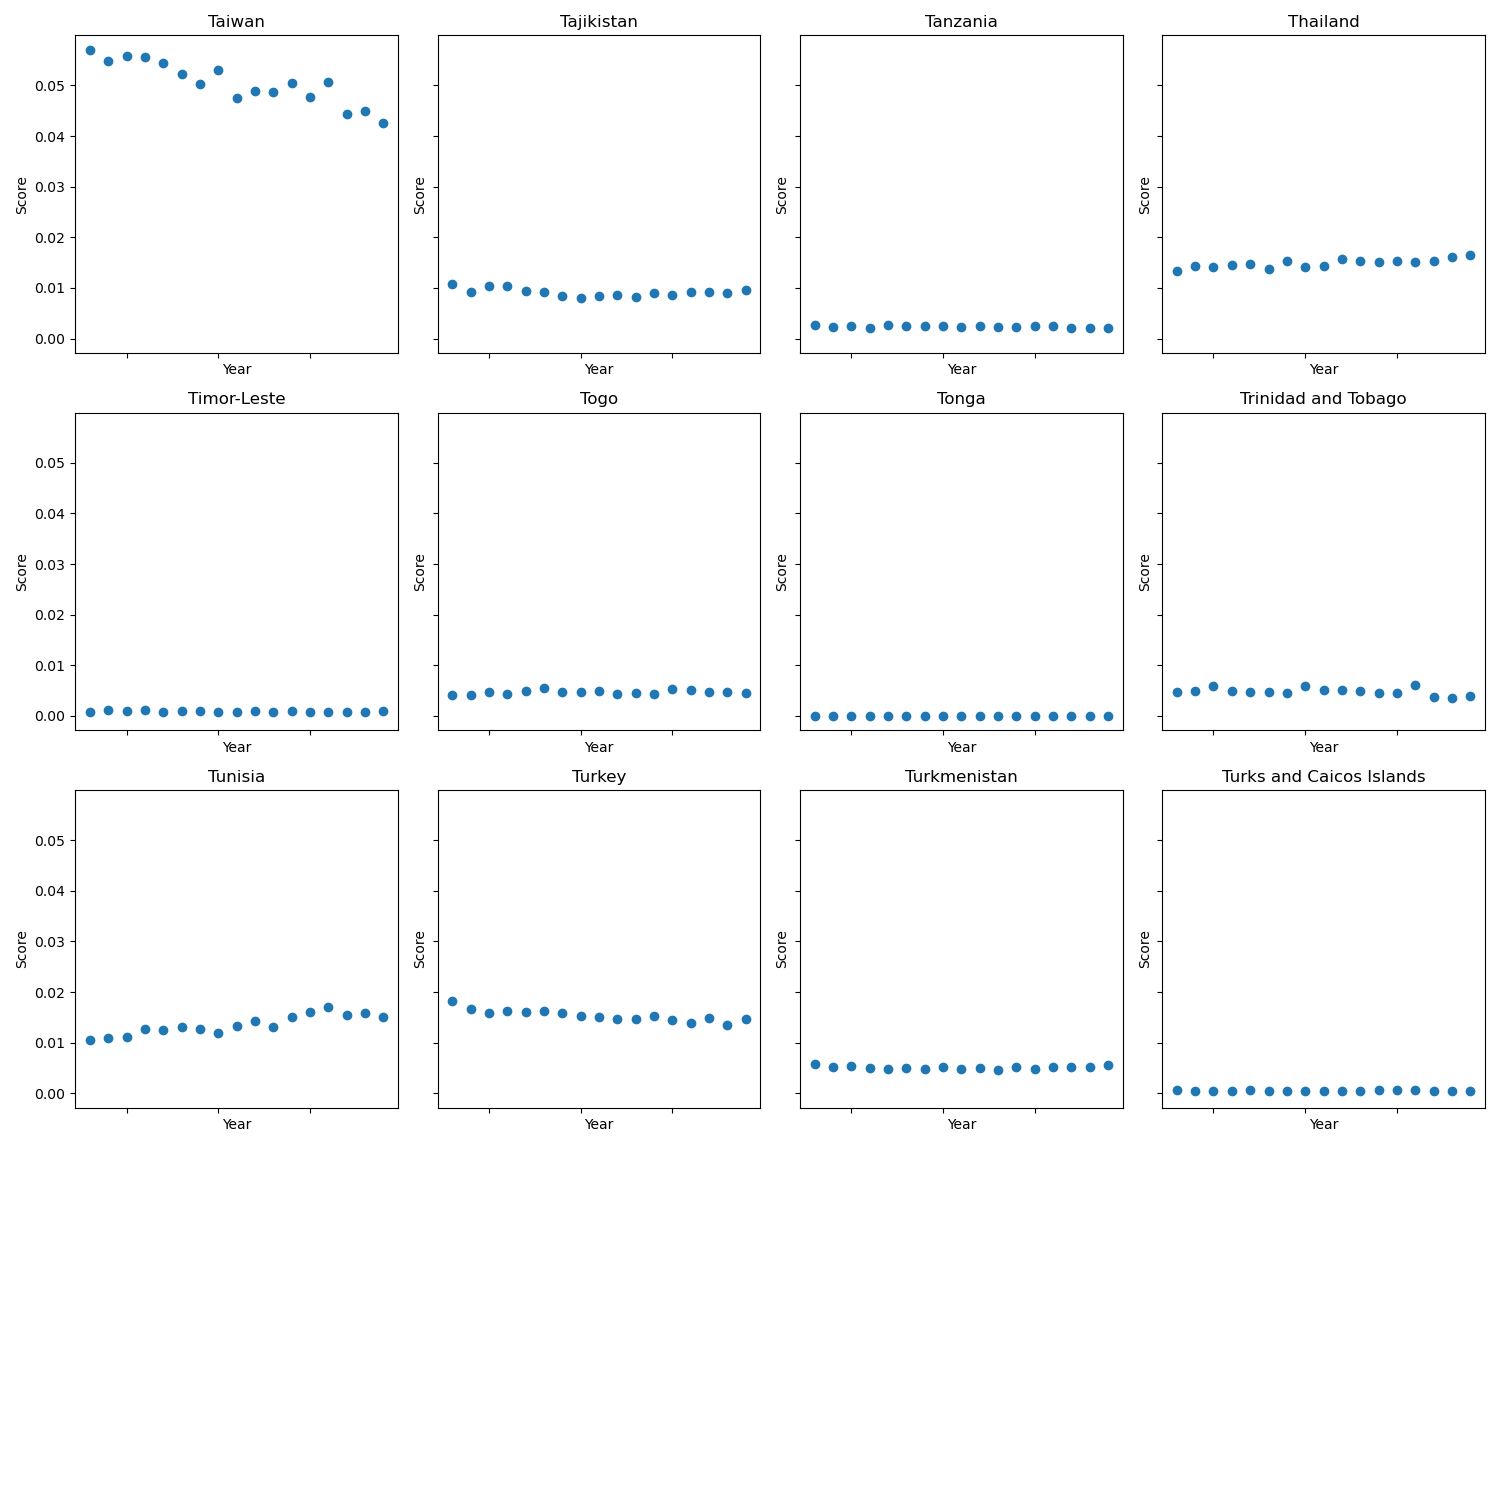 Taiwan
Tajikistan
Tanzania
Thailand
0.05
0.04
0.03
0.02
0.01
0.00
Score
Score
Score
Score
Year
Year
Year
Year
Timor-Leste
Togo
Tonga
Trinidad and Tobago
0.05
0.04
0.03
0.02
0.01
0.00
Score
Score
Score
Score
Year
Year
Year
Year
Tunisia
Turkey
Turkmenistan
Turks and Caicos Islands
0.05
0.04
0.03
0.02
0.01
0.00
Score
Score
Score
Score
Year
Year
Year
Year